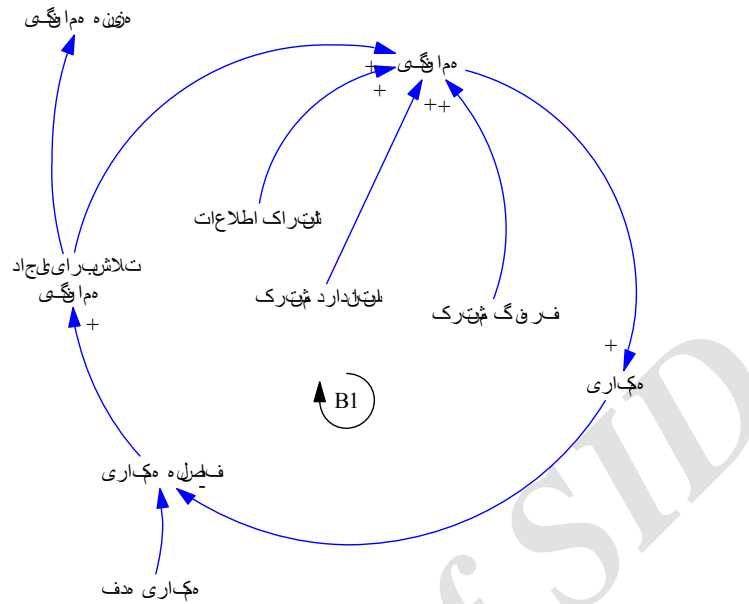 هزینه هماهنگی
هماهنگی
+
+
++
اشتراک اطلاعات
تلاش برای ایجاد
هماهنگی
+
استاندارد مشترک
فرهنگ مشترک
+
همکاری
B1
فاصله همکاری
-
همکاری هدف
f SID